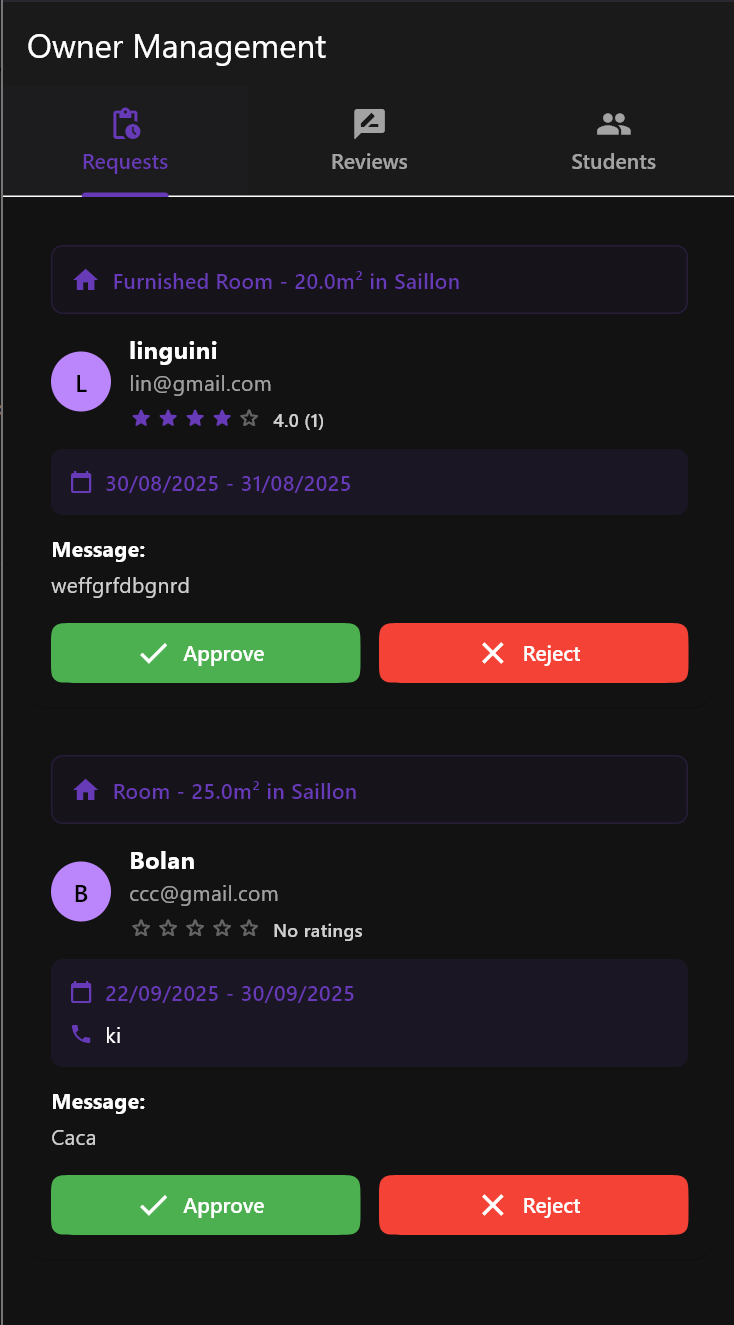 Owner Management
Requests
Reviews
Students
Furnished Room - 20.0m² in Saillon
L
linguini
lin@gmail.com
4.0 (1)
30/08/2025 - 31/08/2025
Message:
weffgrfdbgnrd
Approve
Reject
Room - 25.0m² in Saillon
B
Bolan
ccc@gmail.com
No ratings
22/09/2025 - 30/09/2025
ki
Message:
Caca
Approve
Reject